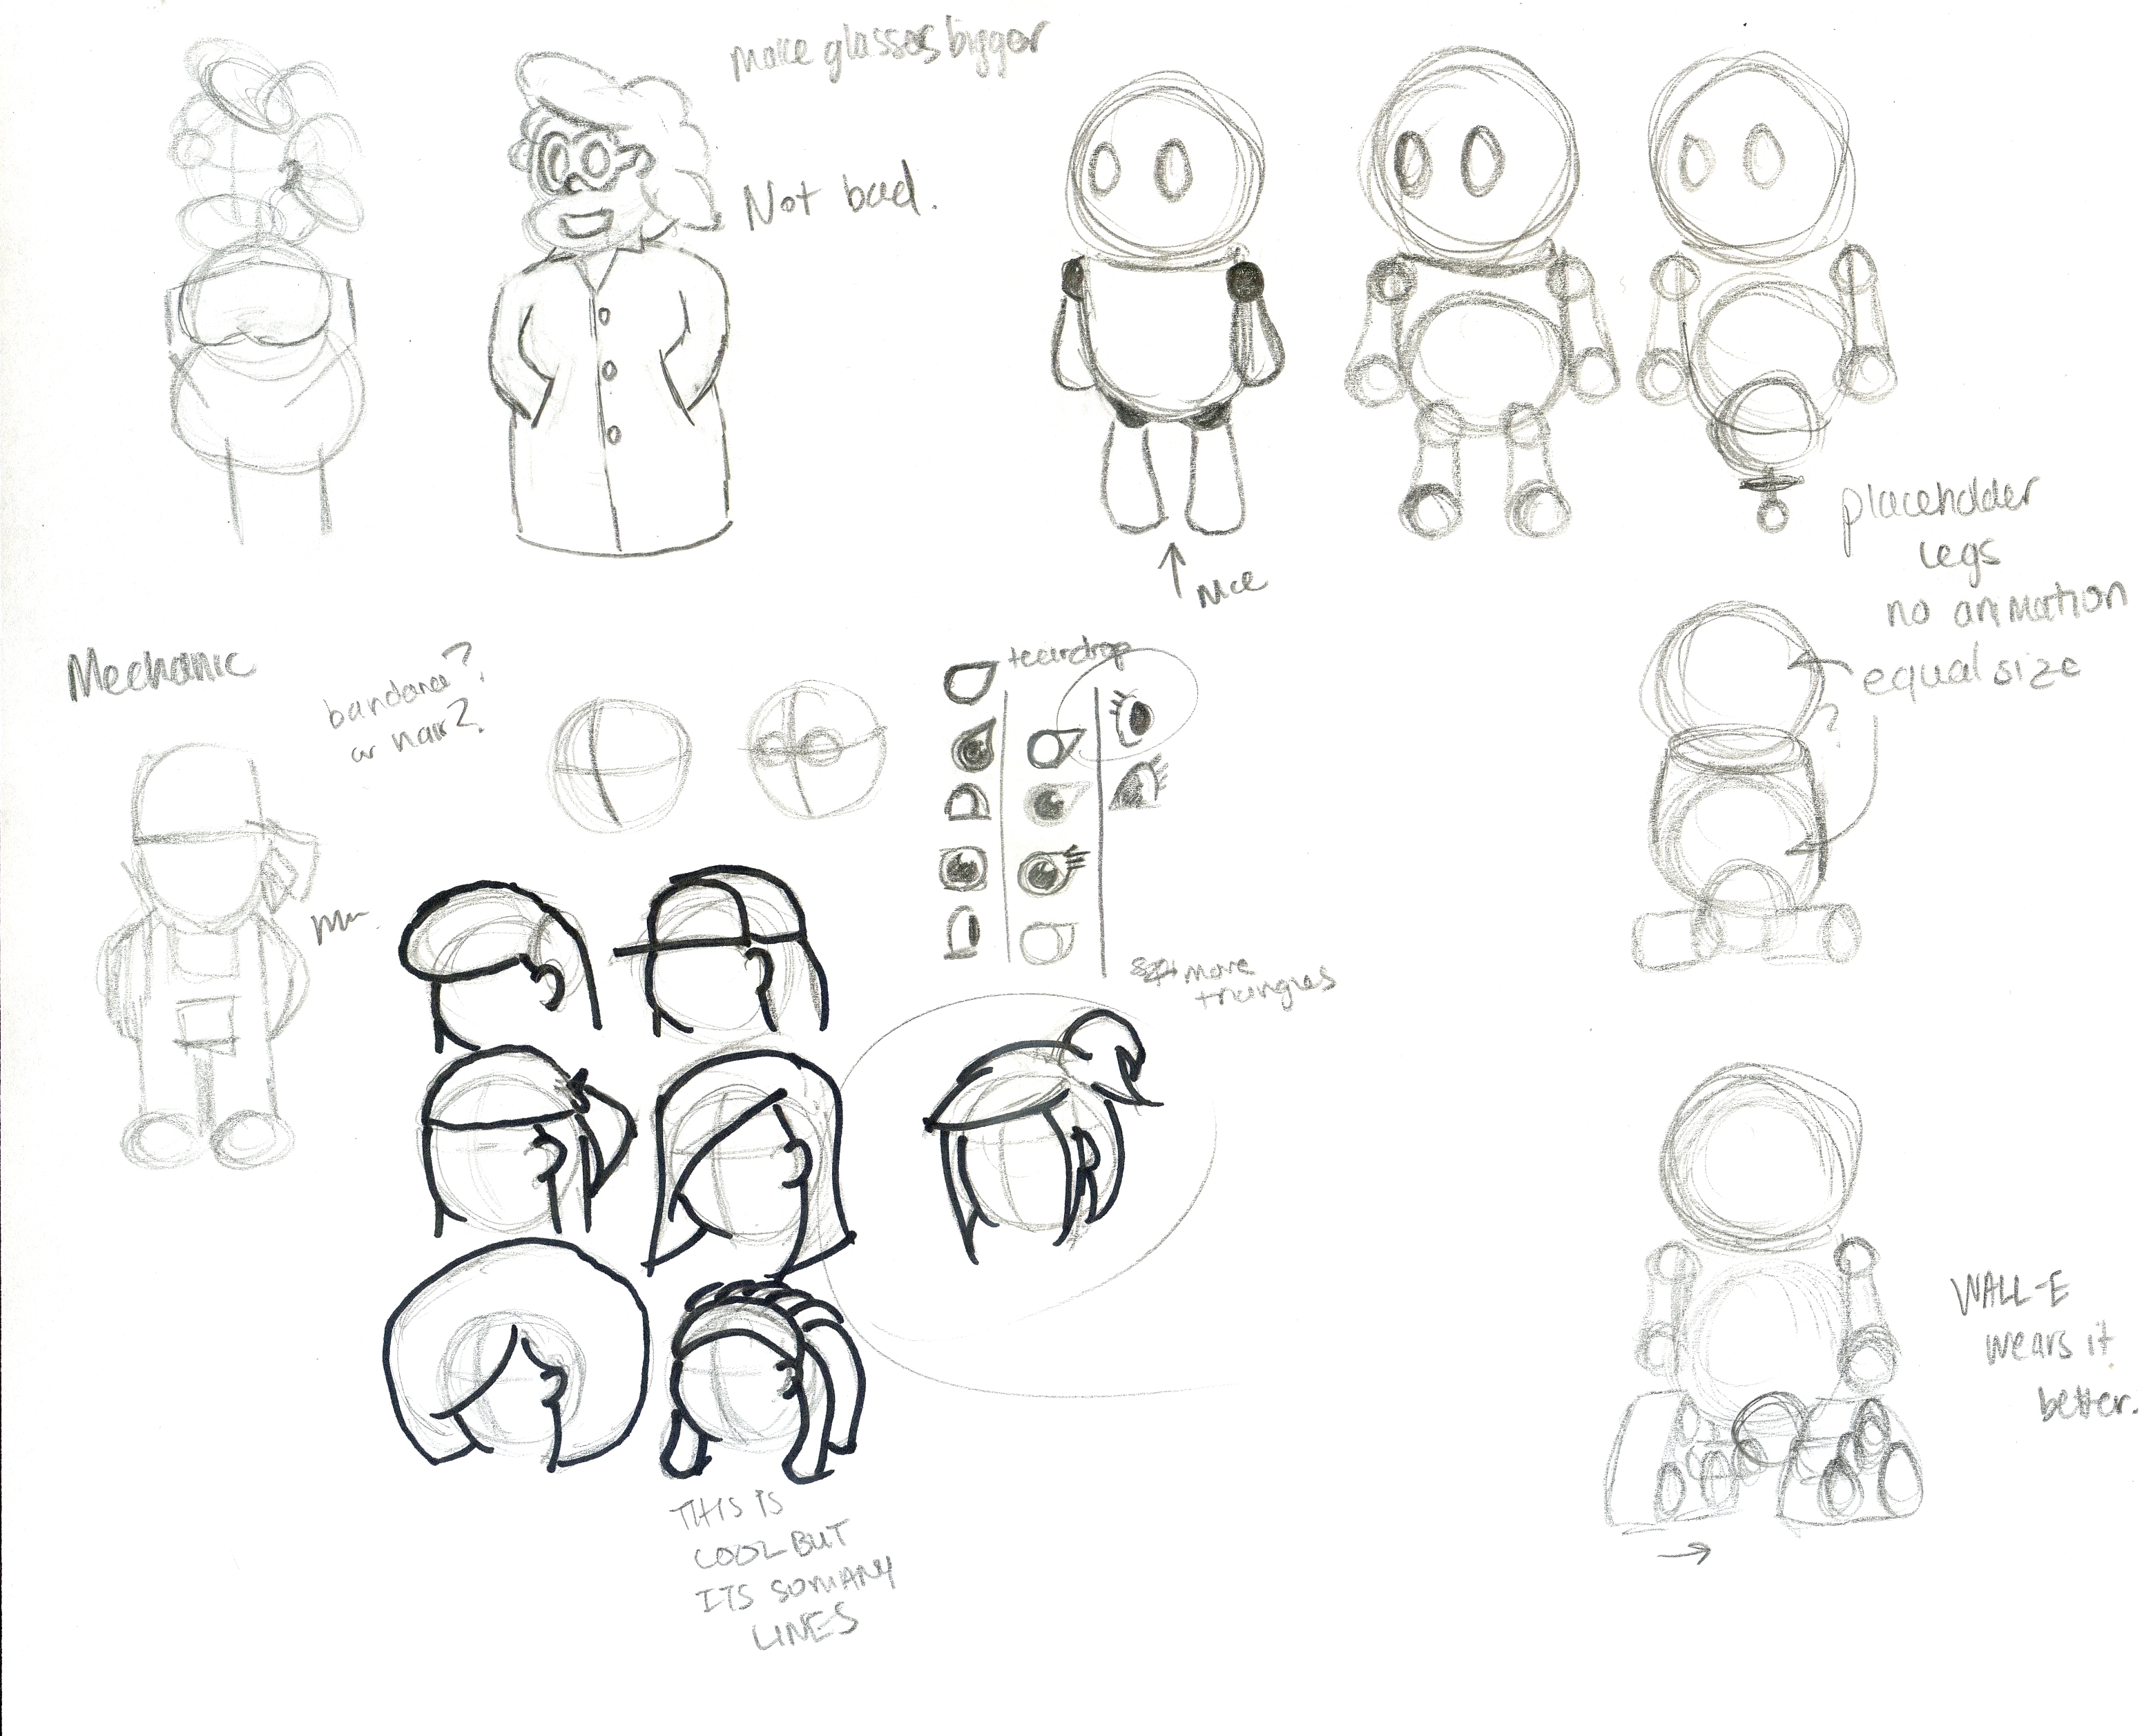 make glasses bigger
Not bad.
Nice
placeholder
legs
no animation
equal size
?
Mechanic
bandana?
or hair?
teardrop
more
triangles
WALL-E
wears it
better.
THIS IS
COOL BUT
ITS SO MANY
LINES